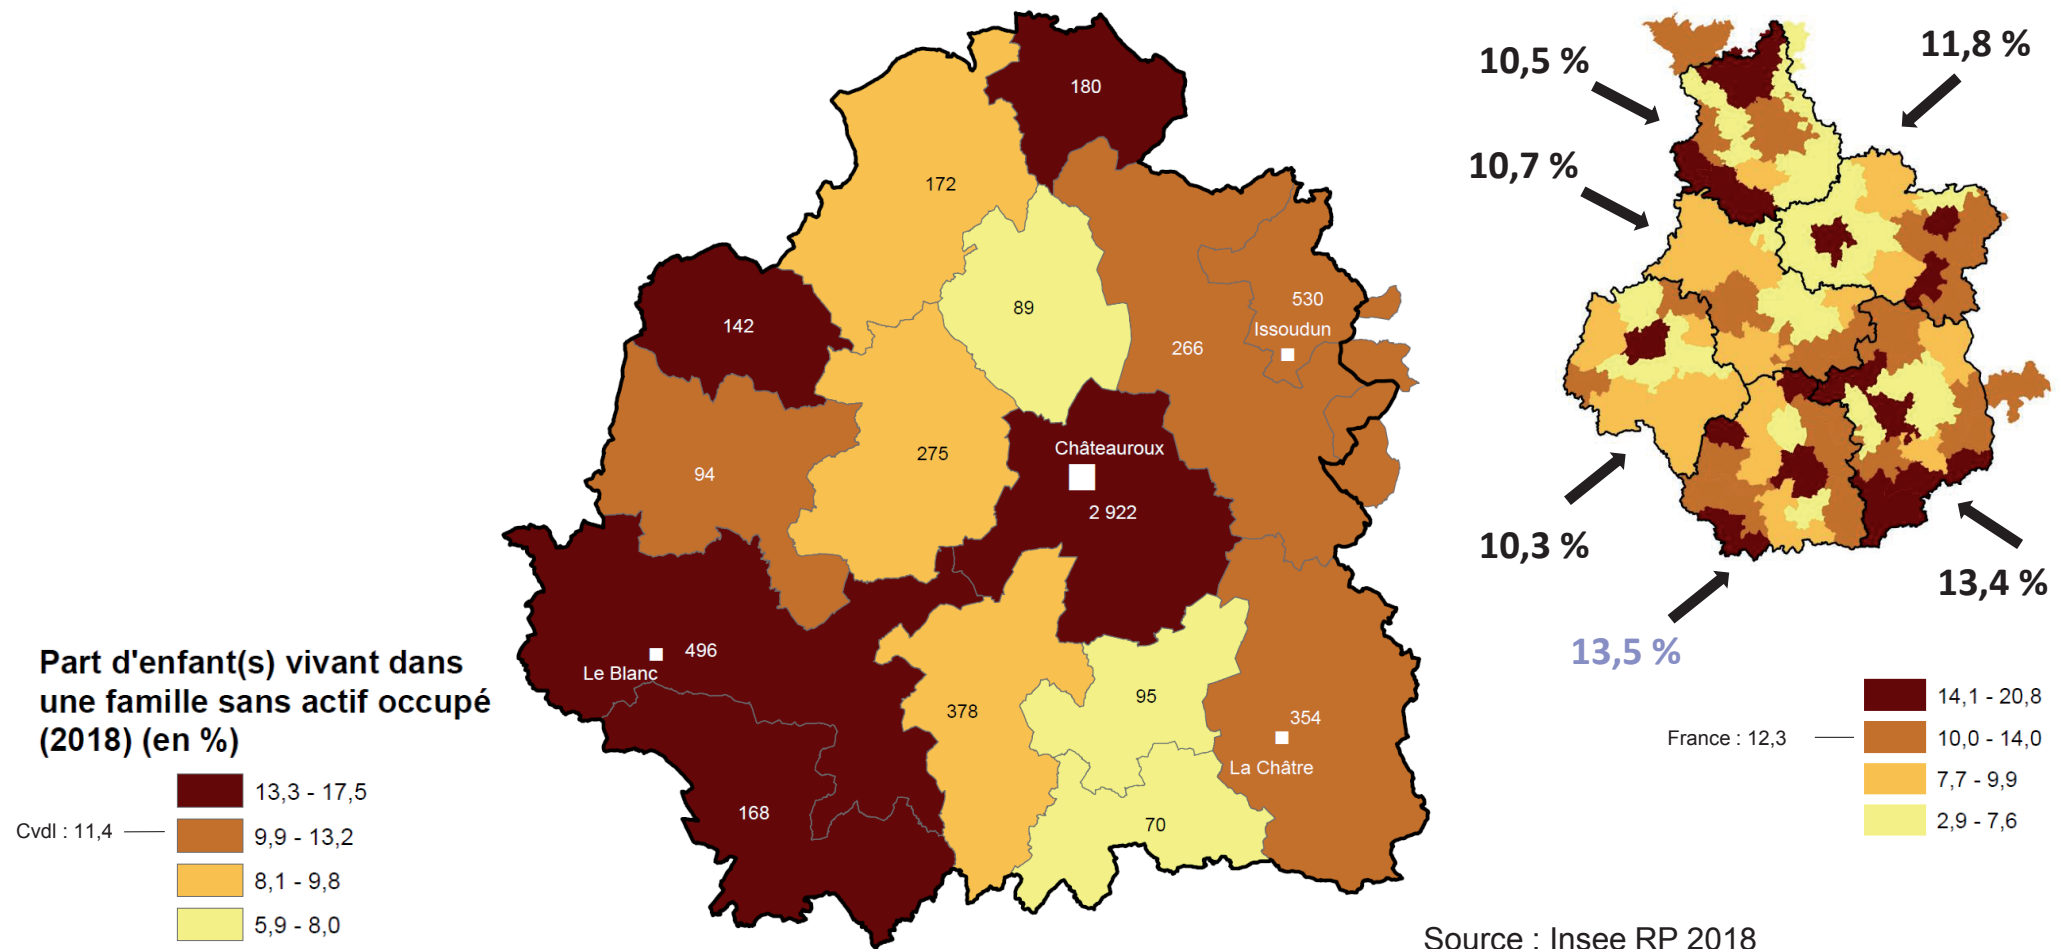 180
172
142
89
530
Issoudun
266
94
275
Châteauroux
2 922
496
Le Blanc
378
95
354
La Châtre
168
70
Part d'enfant(s) vivant dans
une famille sans actif occupé
(2018) (en %)
13,3 - 17,5
Cvdl : 11,4
9,9 - 13,2
8,1 - 9,8
5,9 - 8,0
10,5 %
11,8 %
10,7 %
10,3 %
13,4 %
13,5 %
14,1 - 20,8
France : 12,3
10,0 - 14,0
7,7 - 9,9
2,9 - 7,6
Source : Insee RP 2018